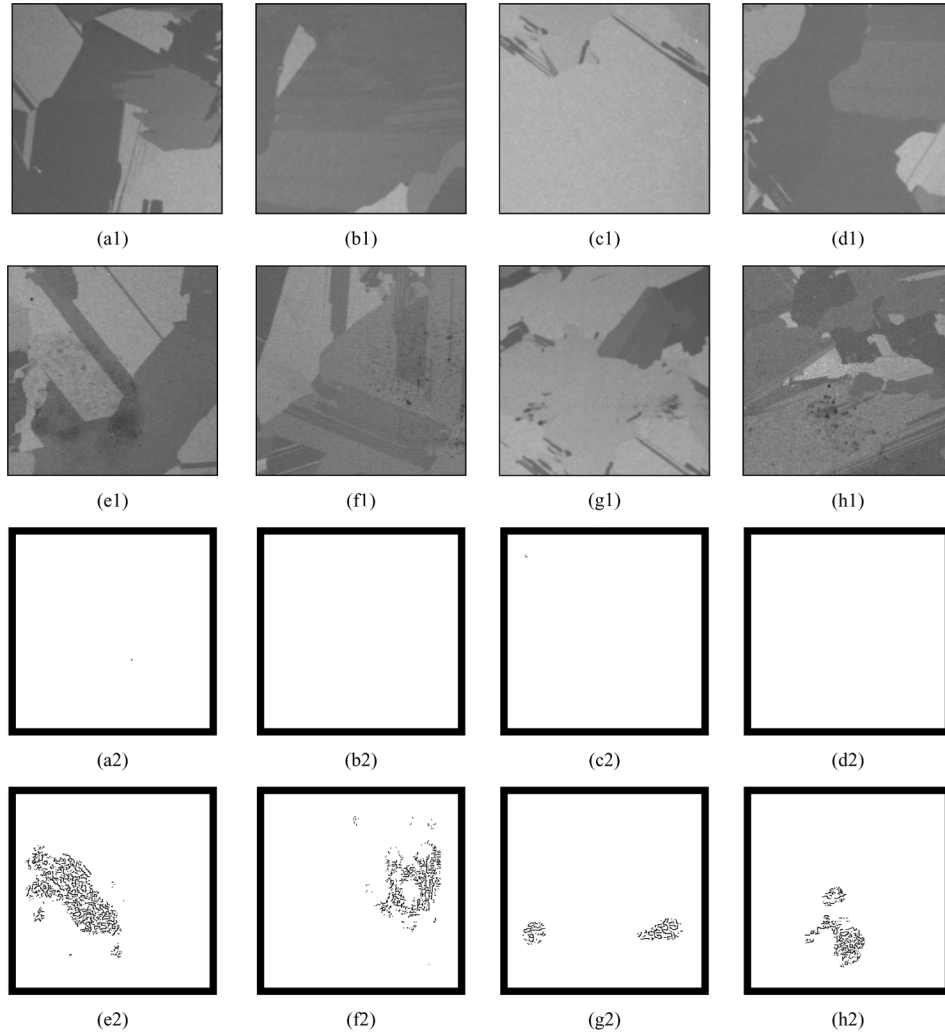 (a1) (b1) (c1) (d1)
(e1) (f1) (g1) (h1)
(a2) (b2) (c2) (d2)
(e2) (f2) (g2) (h2)